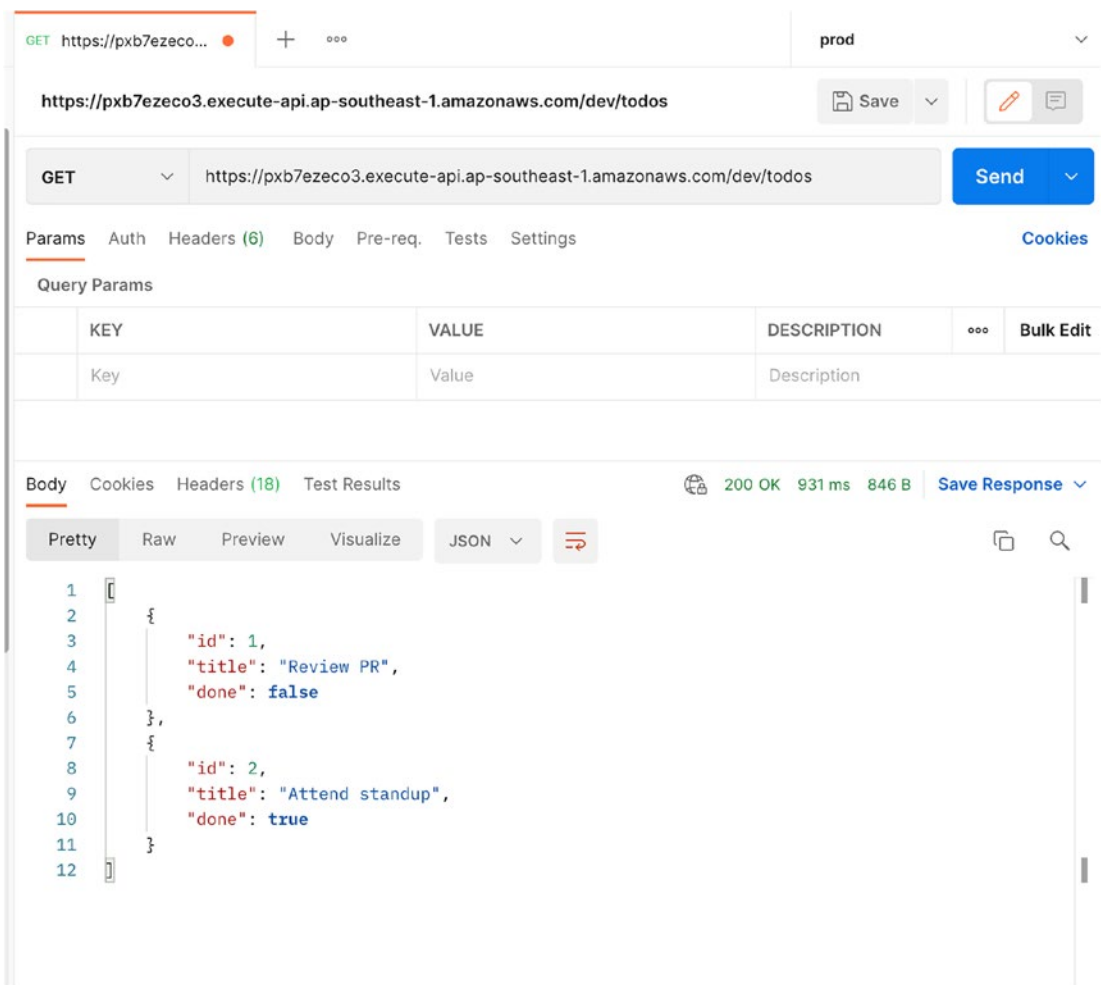 GET https://pxb7ezeco... prod
https://pxb7ezeco3.execute-api.ap-southeast-1.amazonaws.com/dev/todos Save
GET https://pxb7ezeco3.execute-api.ap-southeast-1.amazonaws.com/dev/todos Send
Params Auth Headers (6) Body Pre-req. Tests Settings Cookies
Query Params
KEY VALUE DESCRIPTION ooo Bulk Edit
Key Value Description
Body Cookies Headers (18) Test Results 200 OK 931 ms 846 B Save Response
Pretty Raw Preview Visualize JSON
1 [
2 {
3 "id": 1,
4 "title": "Review PR",
5 "done": false
6 },
7 {
8 "id": 2,
9 "title": "Attend standup",
10 "done": true
11 }
12 ]